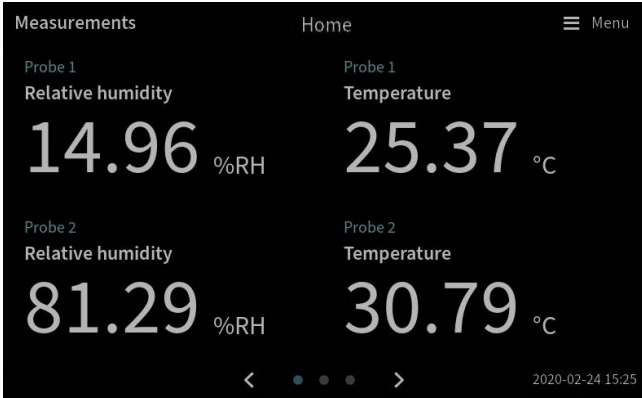 Measurements Home Menu
Probe 1 Probe 1
Relative humidity Temperature
14.96 %RH 25.37 °C
Probe 2 Probe 2
Relative humidity Temperature
81.29 %RH 30.79 °C
2020-02-24 15:25